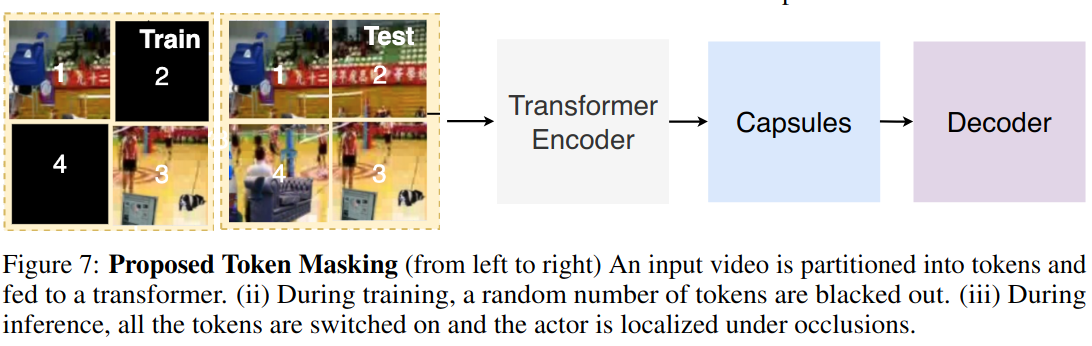 Train
Test
1
2
1
2
4
3
4
3
Transformer
Encoder
Capsules
Decoder
Figure 7: Proposed Token Masking (from left to right) An input video is partitioned into tokens and
fed to a transformer. (ii) During training, a random number of tokens are blacked out. (iii) During
inference, all the tokens are switched on and the actor is localized under occlusions.